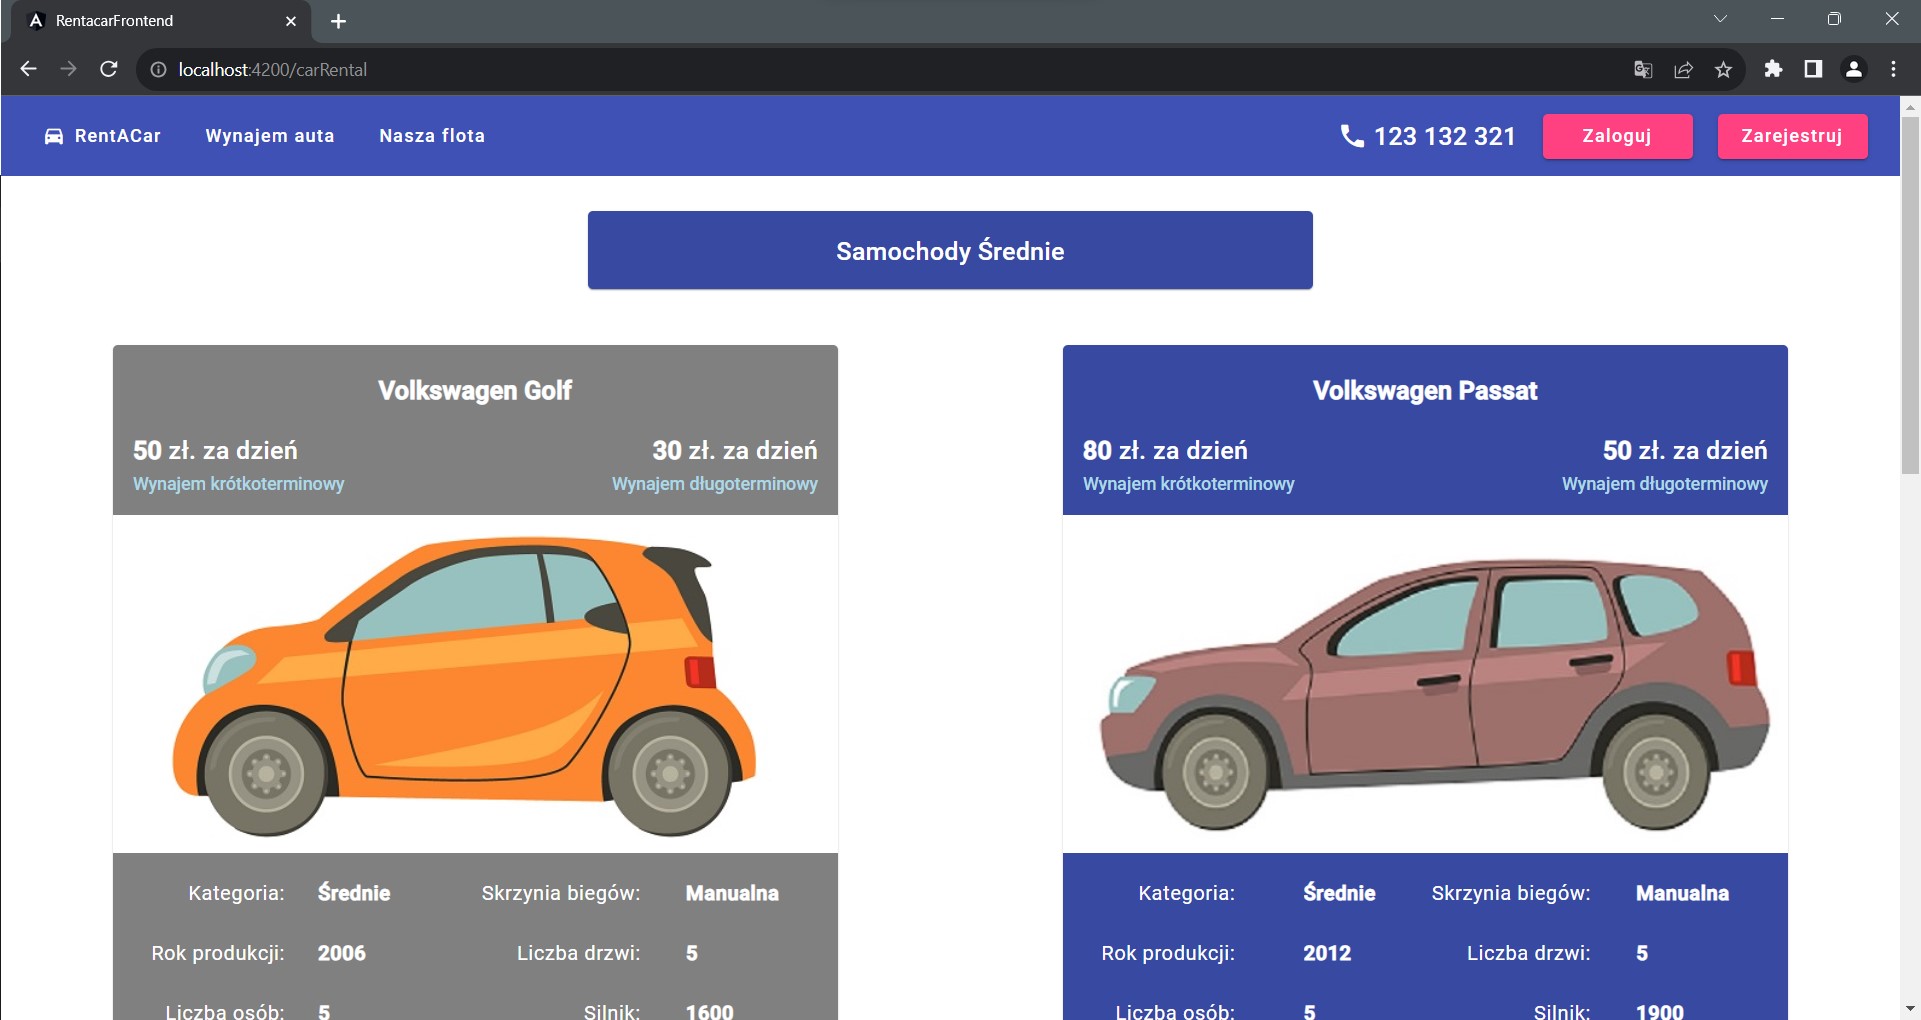 RentacarFrontend
localhost:4200/carRental
RentACar Wynajem auta Nasza flota 123 132 321 Zaloguj Zarejestruj
Samochody Średnie
Volkswagen Golf
50 zł. za dzień 30 zł. za dzień
Wynajem krótkoterminowy Wynajem długoterminowy
Kategoria: Średnie Skrzynia biegów: Manualna
Rok produkcji: 2006 Liczba drzwi: 5
Liczba osób: 5 Silnik: 1600
Volkswagen Passat
80 zł. za dzień 50 zł. za dzień
Wynajem krótkoterminowy Wynajem długoterminowy
Kategoria: Średnie Skrzynia biegów: Manualna
Rok produkcji: 2012 Liczba drzwi: 5
Liczba osób: 5 Silnik: 1900